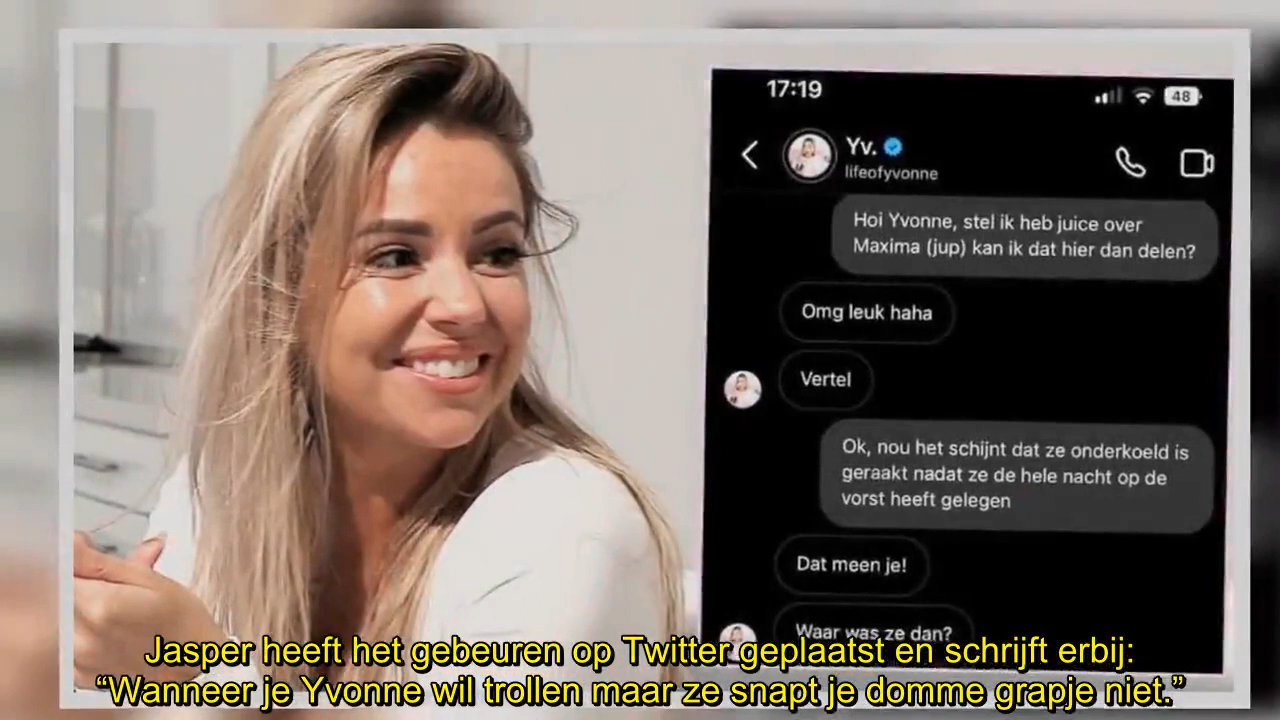 17:19
48
Yv.
lifeofyvonne
Hoi Yvonne, stel ik heb juice over
Maxima (jup) kan ik dat hier dan delen?
Omg leuk haha
Vertel
Ok, nou het schijnt dat ze onderkoeld is
geraakt nadat ze de hele nacht op de
vorst heeft gelegen
Dat meen je!
Waar was ze dan?
Jasper heeft het gebeuren op Twitter geplaatst en schrijft erbij:
“Wanneer je Yvonne wil trollen maar ze snapt je domme grapje niet.”